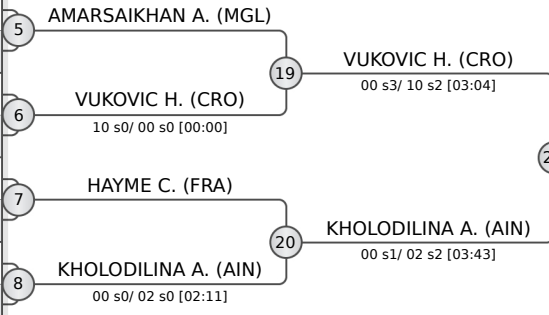 5
AMARSAIKHAN A. (MGL)
19
VUKOVIC H. (CRO)
00 s3/ 10 s2 [03:04]
6
VUKOVIC H. (CRO)
10 s0/ 00 s0 [00:00]
7
HAYME C. (FRA)
20
KHOLODILINA A. (AIN)
00 s1/ 02 s2 [03:43]
8
KHOLODILINA A. (AIN)
00 s0/ 02 s0 [02:11]